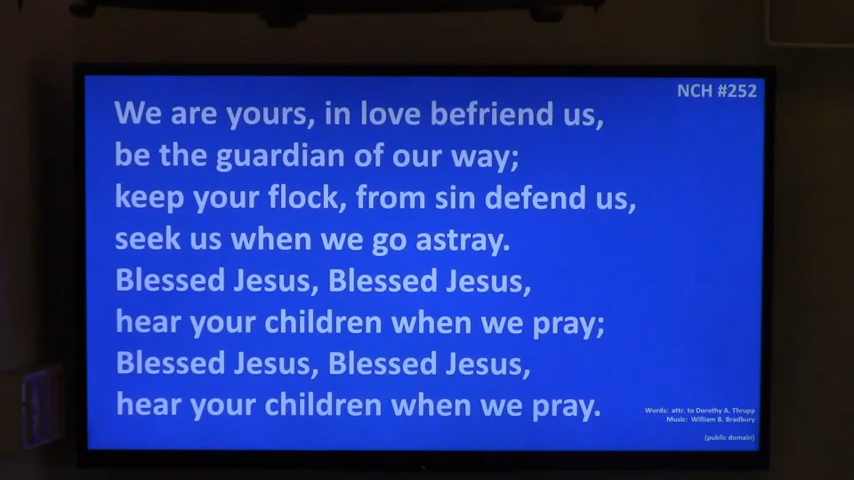 NCH #252
We are yours, in love befriend us,
be the guardian of our way;
keep your flock, from sin defend us,
seek us when we go astray.
Blessed Jesus, Blessed Jesus,
hear your children when we pray;
Blessed Jesus, Blessed Jesus,
hear your children when we pray.
Words: attr. to Dorothy A. Thrupp
Music: William B. Bradbury
(public domain)